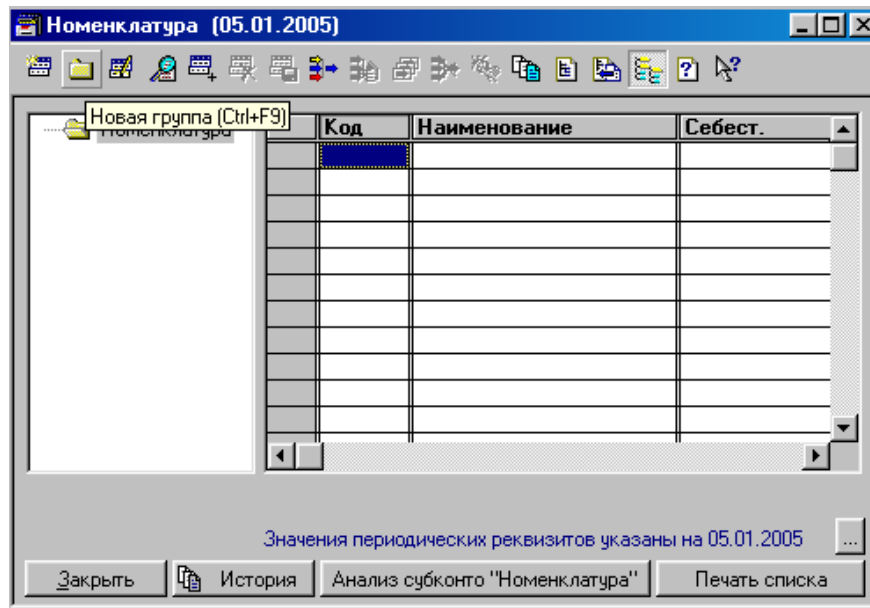 Номенклатура (05.01.2005)
Новая группа (Ctrl+F9)
Номенклатура
Код Наименование Себест.
Значения периодических реквизитов указаны на 05.01.2005 ...
Закрыть История Анализ субконто "Номенклатура" Печать списка